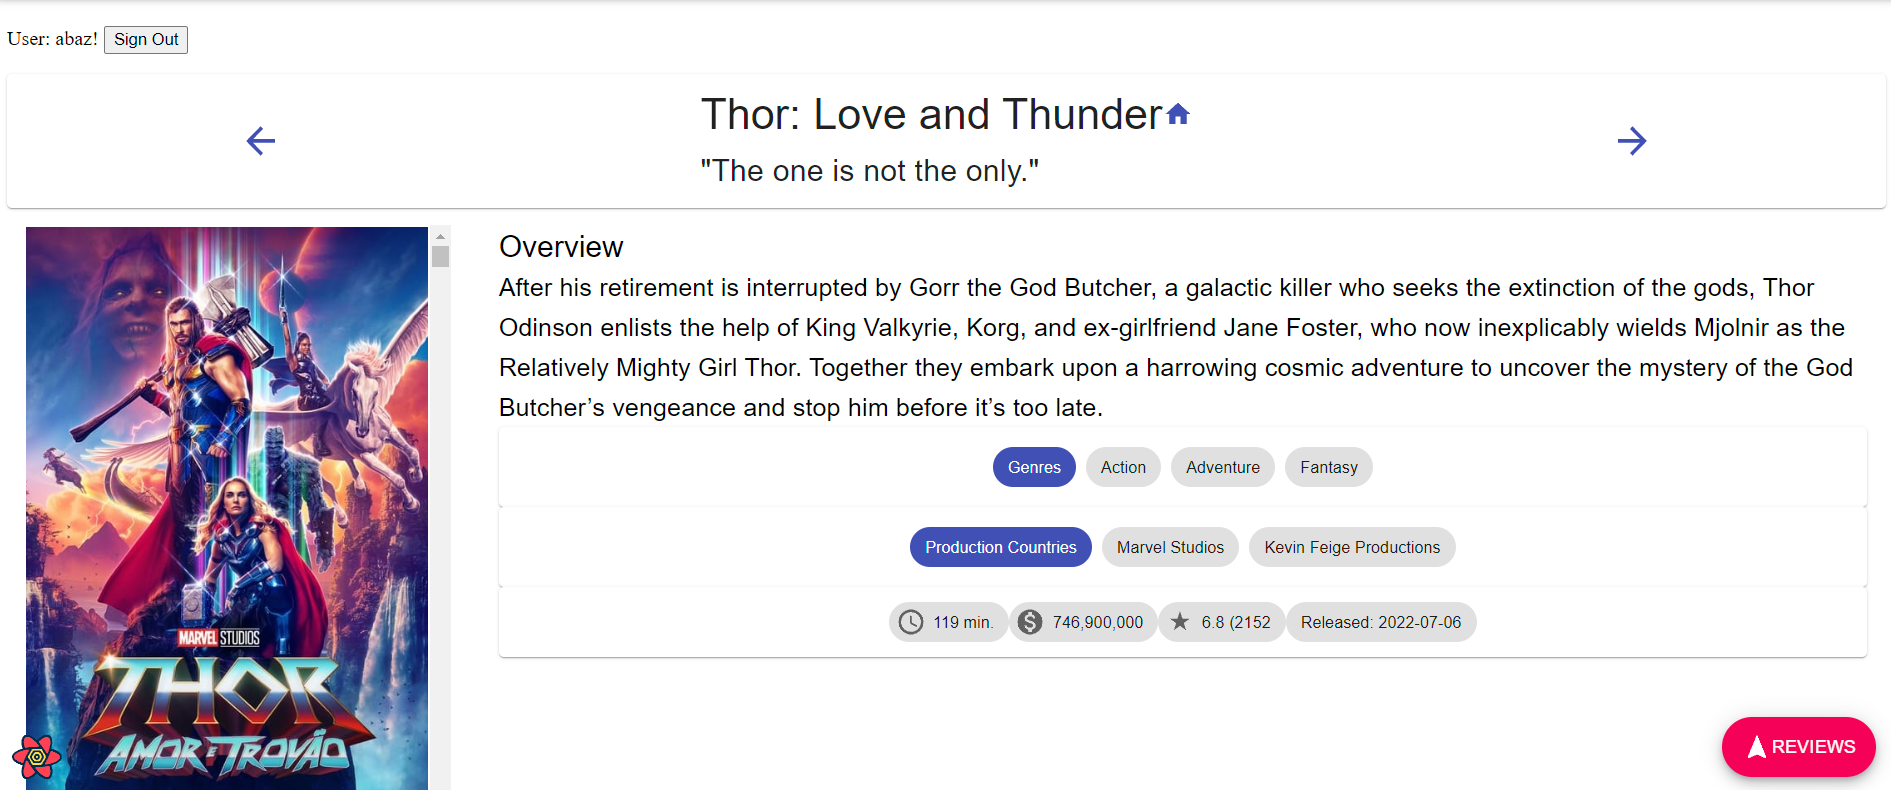 User: abaz! Sign Out
Thor: Love and Thunder
"The one is not the only."
Overview
After his retirement is interrupted by Gorr the God Butcher, a galactic killer who seeks the extinction of the gods, Thor
Odinson enlists the help of King Valkyrie, Korg, and ex-girlfriend Jane Foster, who now inexplicably wields Mjolnir as the
Relatively Mighty Girl Thor. Together they embark upon a harrowing cosmic adventure to uncover the mystery of the God
Butcher’s vengeance and stop him before it’s too late.
Genres Action Adventure Fantasy
Production Countries Marvel Studios Kevin Feige Productions
119 min. 746,900,000 6.8 (2152 Released: 2022-07-06
MARVEL STUDIOS
THOR
AMOR E TROVÃO
REVIEWS